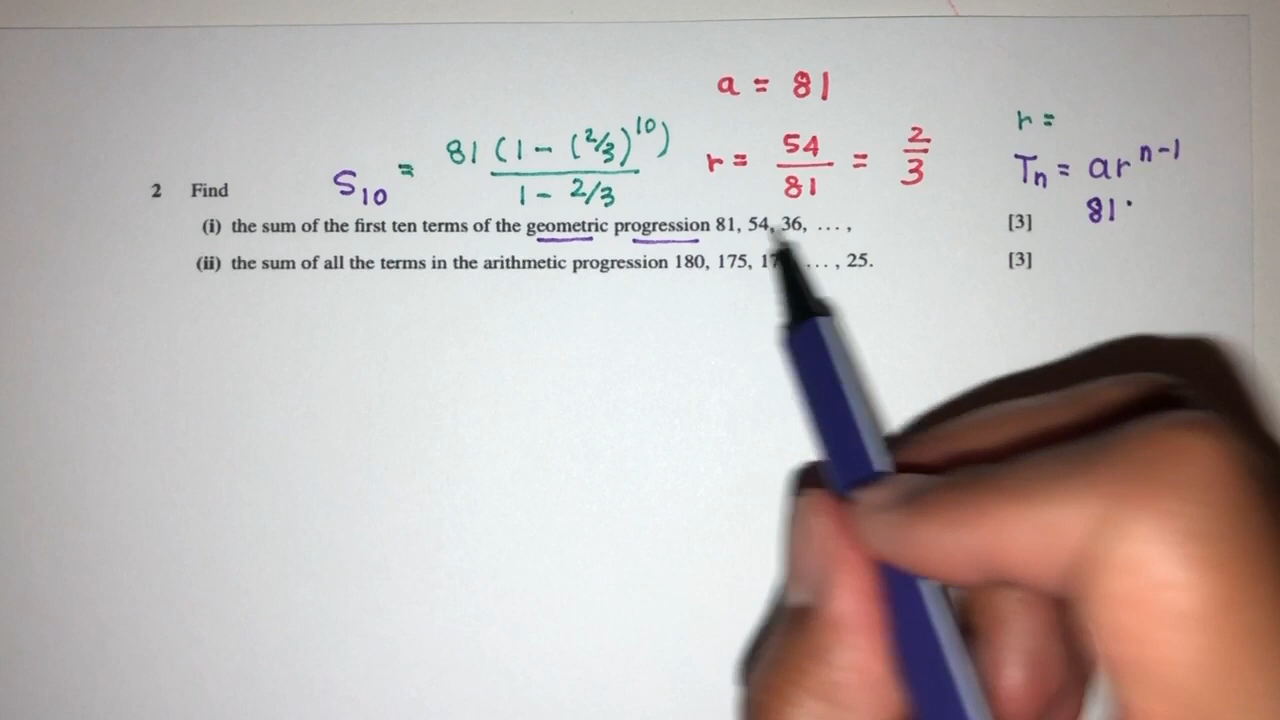 a = 81
r = 54/81 = 2/3
r =
Tn = ar^n-1
81·
S10 = 81 (1 - (2/3)^10) / 1 - 2/3
2 Find
(i) the sum of the first ten terms of the geometric progression 81, 54, 36, ..., [3]
(ii) the sum of all the terms in the arithmetic progression 180, 175, ..., 25. [3]